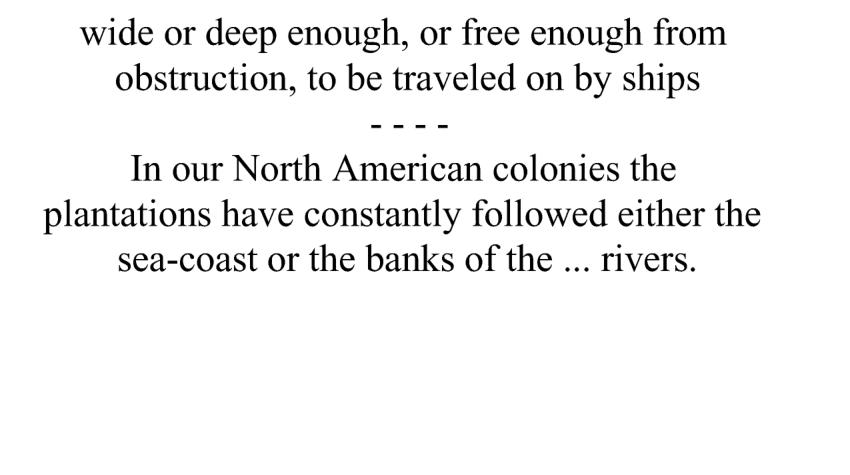 wide or deep enough, or free enough from
obstruction, to be traveled on by ships
- - - -
In our North American colonies the
plantations have constantly followed either the
sea-coast or the banks of the ... rivers.